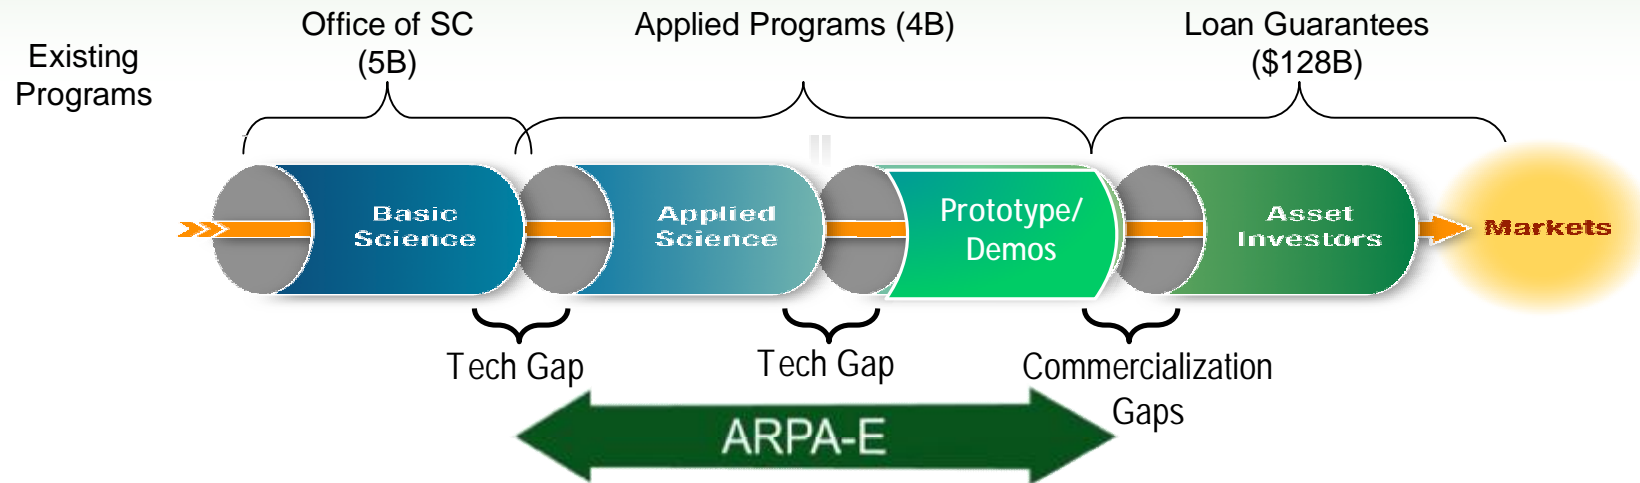 Existing
Programs
Office of SC
(5B)
Applied Programs (4B)
Loan Guarantees
($128B)
Basic
Science
Applied
Science
Prototype/
Demos
Asset
Investors
Markets
Tech Gap
Tech Gap
Commercialization
Gaps
ARPA-E